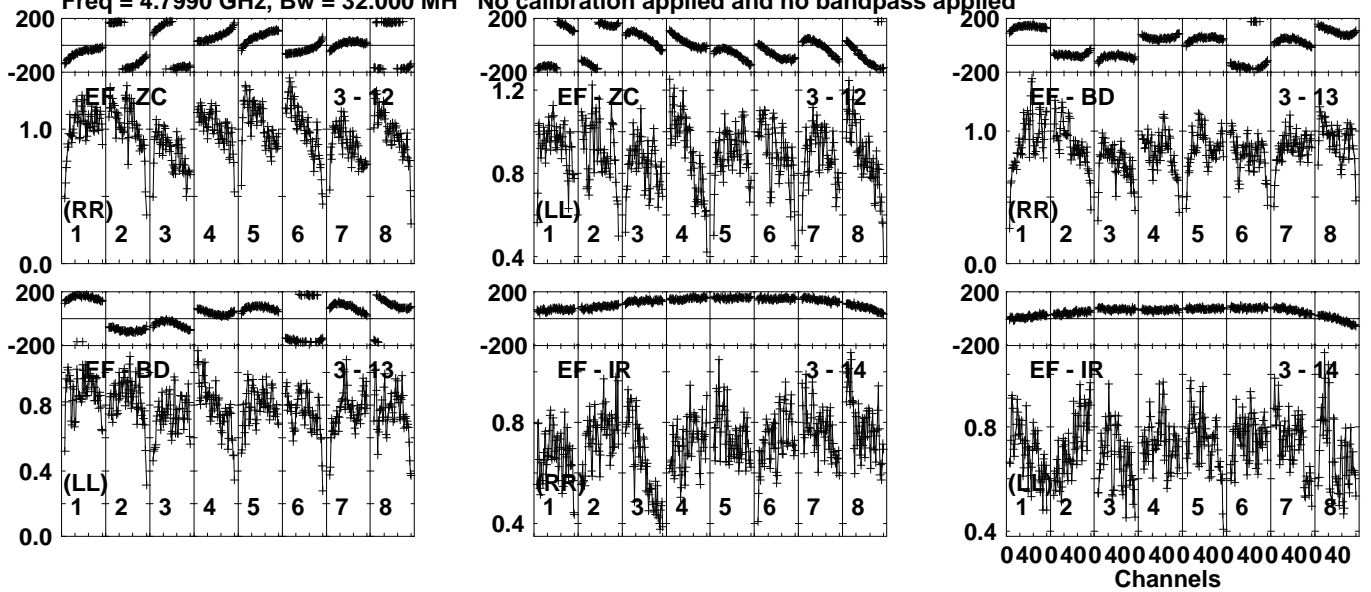 Freq = 4.7990 GHz, Bw = 32.000 MH No calibration applied and no bandpass applied
200
-200
EF - ZC 3 - 12
1.0
(RR)
1 2 3 4 5 6 7 8
0.0
200
-200
1.2
EF - ZC 3 - 12
0.8
(LL)
1 2 3 4 5 6 7 8
0.4
200
-200
EF - BD 3 - 13
1.0
(RR)
1 2 3 4 5 6 7 8
0.0
200
-200
EF - BD 3 - 13
0.8
0.4
(LL)
1 2 3 4 5 6 7 8
0.0
200
-200
EF - IR 3 - 14
0.8
(RR)
1 2 3 4 5 6 7 8
0.4
200
-200
EF - IR 3 - 14
0.8
(LL)
1 2 3 4 5 6 7 8
0.4
0 40 0 40 0 40 0 40 0 40 0 40 0 40 0 40
Channels